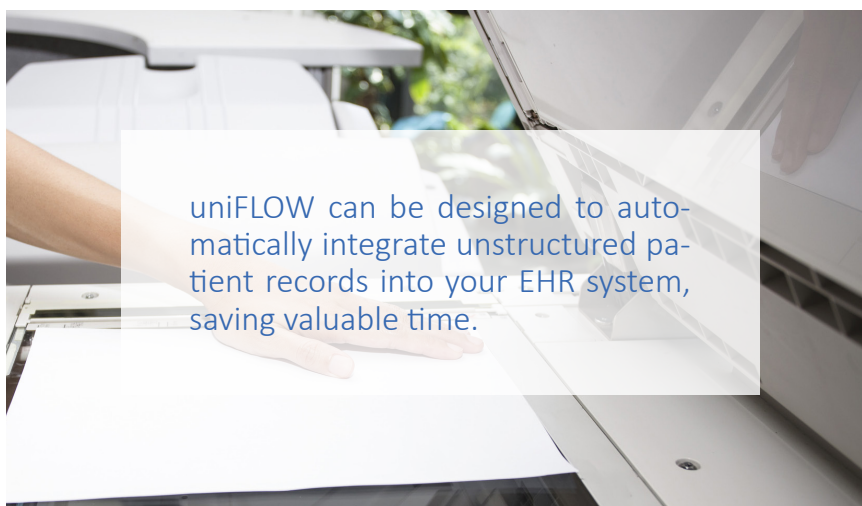 uniFLOW can be designed to auto-
matically integrate unstructured pa-
tient records into your EHR system,
saving valuable time.